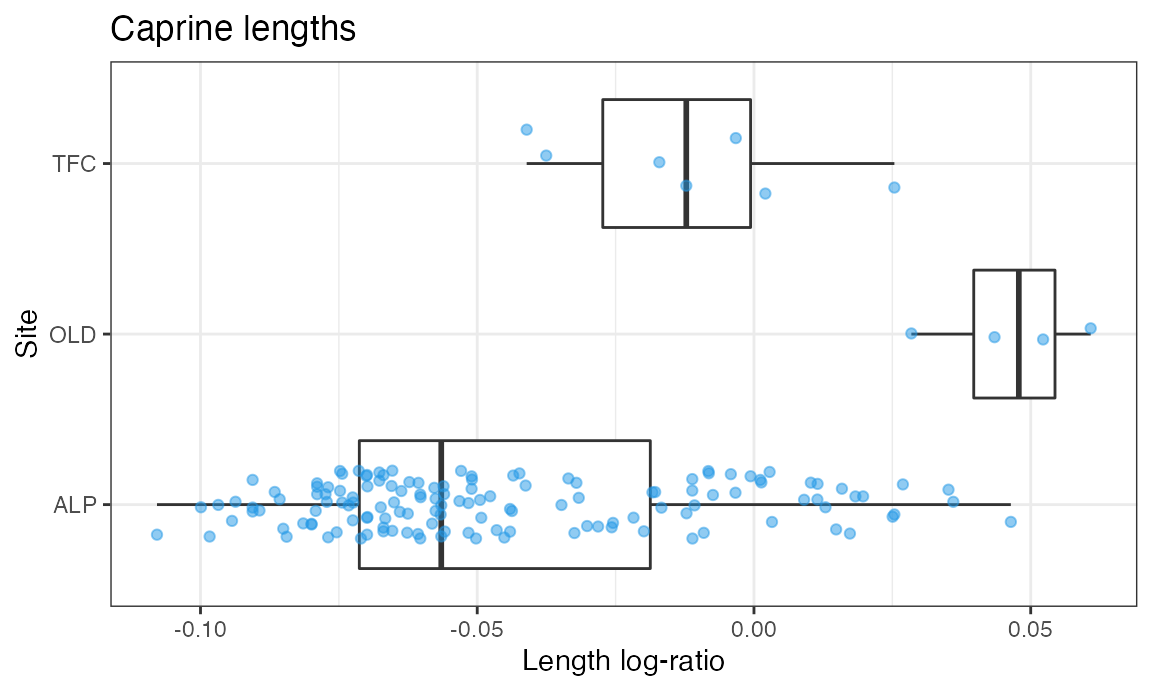 Caprine lengths
TFC
OLD
ALP
Site
-0.10
-0.05
0.00
0.05
Length log-ratio